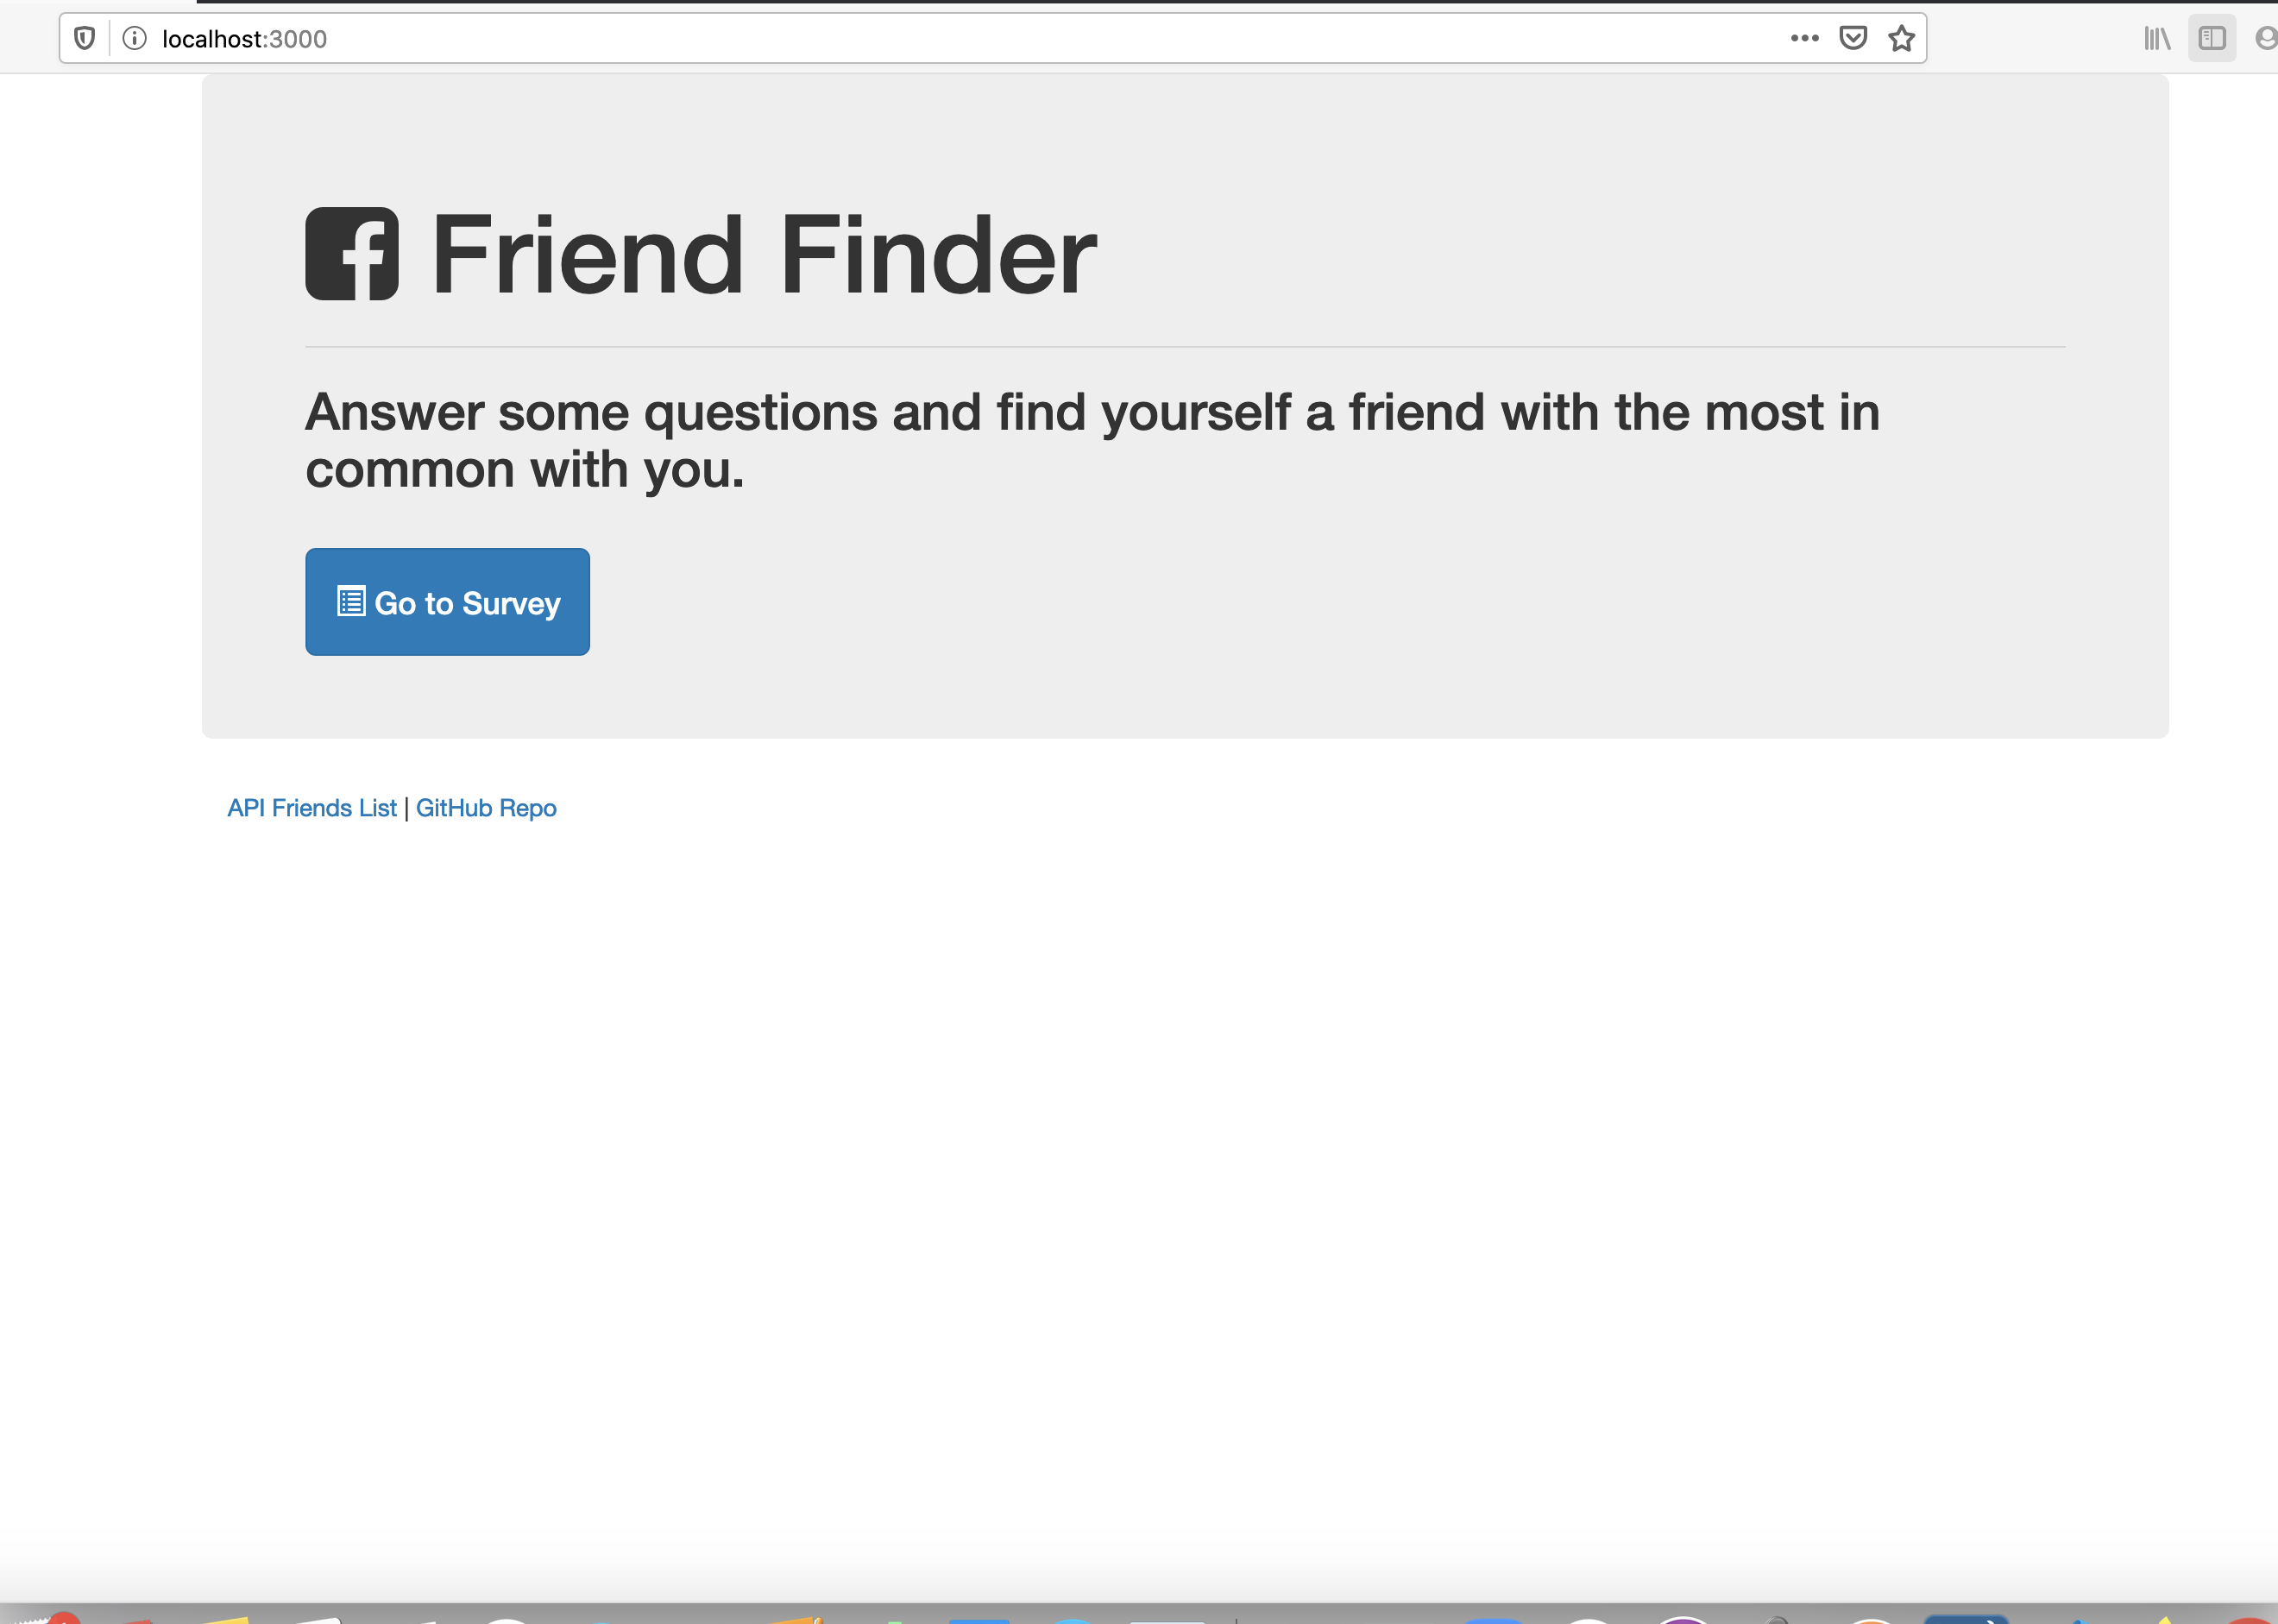 localhost:3000
Friend Finder
Answer some questions and find yourself a friend with the most in
common with you.
Go to Survey
API Friends List | GitHub Repo